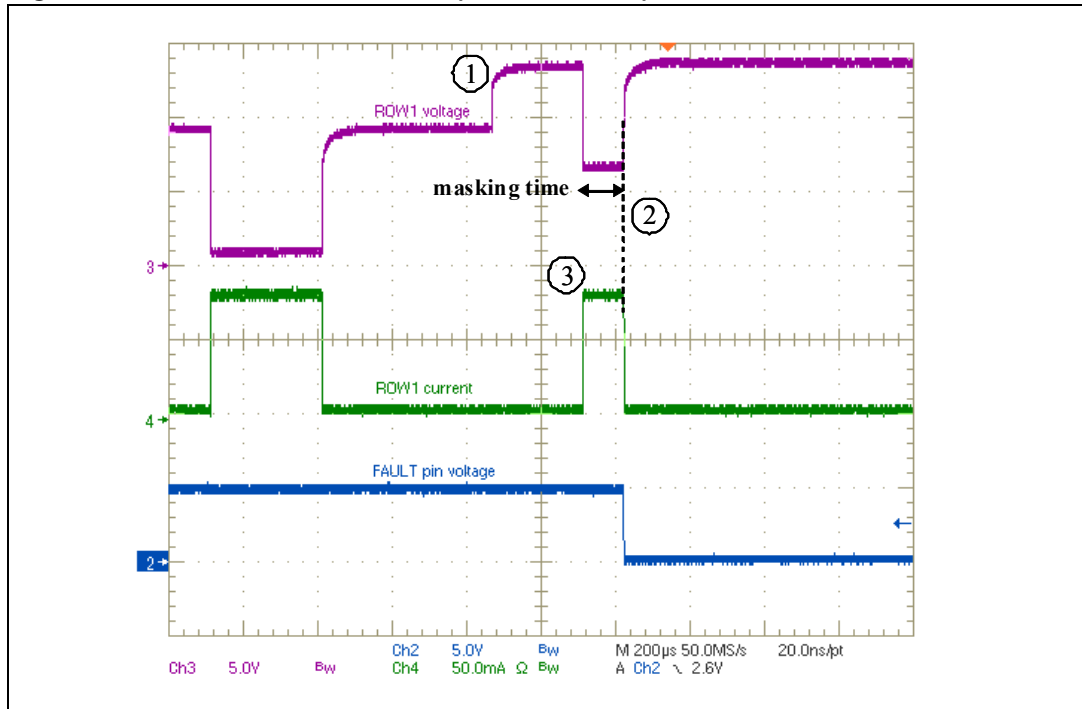 1
ROW1 voltage
masking time
2
3
3
ROW1 current
4
FAULT pin voltage
2
Ch2 5.0V Bw M 200µs 50.0MS/s 20.0ns/pt
Ch3 5.0V Bw Ch4 50.0mA Ω Bw A Ch2 \ 2.6V